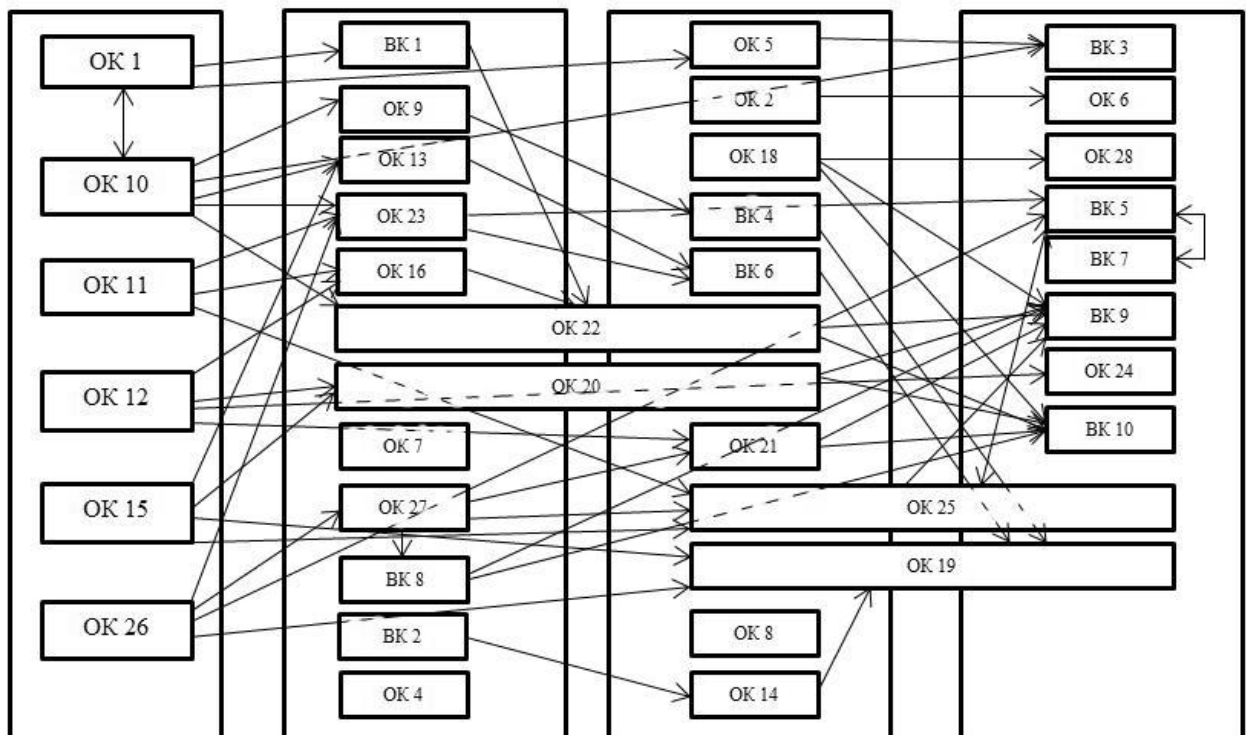 ОК 1
ОК 10
ОК 11
ОК 12
ОК 15
ОК 26
ВК 1
ОК 9
ОК 13
ОК 23
ОК 16
ОК 22
ОК 20
ОК 7
ОК 27
ВК 8
ВК 2
ОК 4
ОК 5
ОК 2
ОК 18
ВК 4
ВК 6
ОК 21
ОК 25
ОК 19
ОК 8
ОК 14
ВК 3
ОК 6
ОК 28
ВК 5
ВК 7
ВК 9
ОК 24
ВК 10